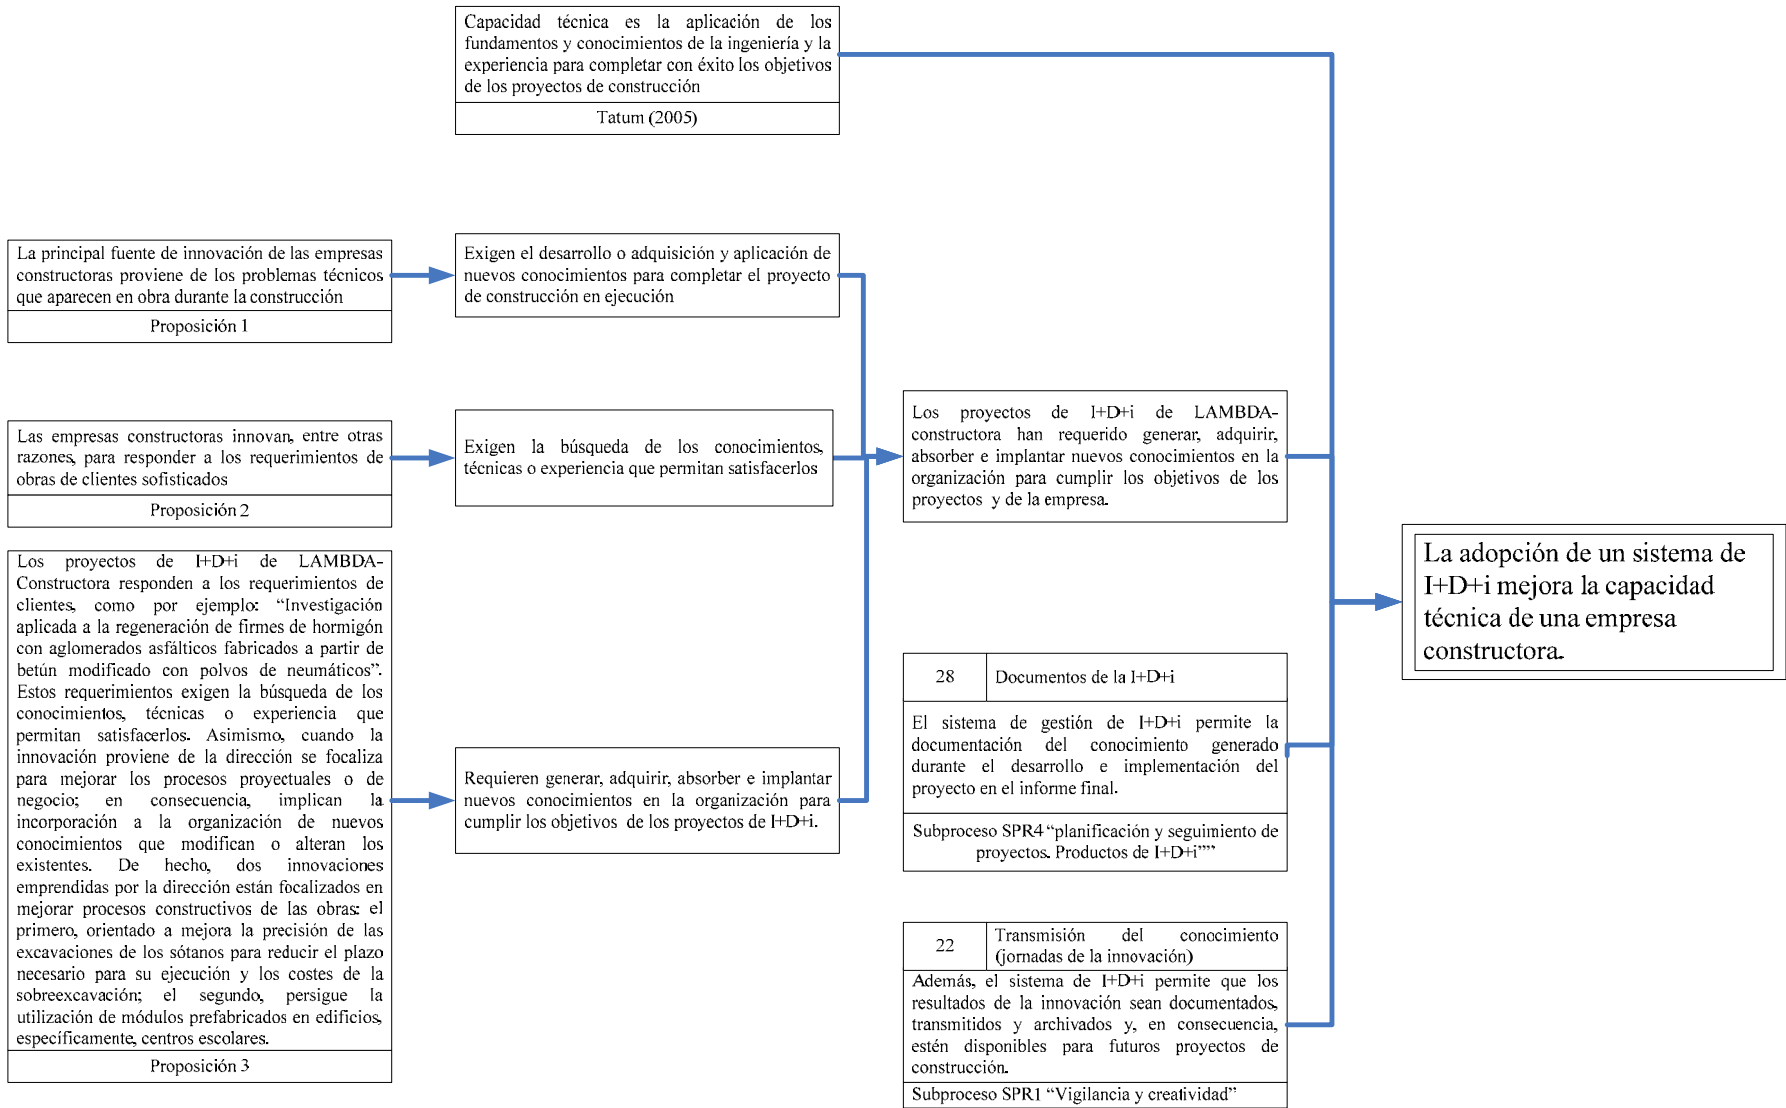 Capacidad técnica es la aplicación de los
fundamentos y conocimientos de la ingeniería y la
experiencia para completar con éxito los objetivos
de los proyectos de construcción
Tatum (2005)
La principal fuente de innovación de las empresas
constructoras proviene de los problemas técnicos
que aparecen en obra durante la construcción
Proposición 1
Exigen el desarrollo o adquisición y aplicación de
nuevos conocimientos para completar el proyecto
de construcción en ejecución
Las empresas constructoras innovan, entre otras
razones, para responder a los requerimientos de
obras de clientes sofisticados
Proposición 2
Exigen la búsqueda de los conocimientos,
técnicas o experiencia que permitan satisfacerlos
Los proyectos de I+D+i de LAMBDA-
Constructora responden a los requerimientos de
clientes, como por ejemplo: “Investigación
aplicada a la regeneración de firmes de hormigón
con aglomerados asfálticos fabricados a partir de
betún modificado con polvos de neumáticos”.
Estos requerimientos exigen la búsqueda de los
conocimientos, técnicas o experiencia que
permitan satisfacerlos. Asimismo, cuando la
innovación proviene de la dirección se focaliza
para mejorar los procesos proyectuales o de
negocio; en consecuencia, implican la
incorporación a la organización de nuevos
conocimientos que modifican o alteran los
existentes. De hecho, dos innovaciones
emprendidas por la dirección están focalizados en
mejorar procesos constructivos de las obras: el
primero, orientado a mejora la precisión de las
excavaciones de los sótanos para reducir el plazo
necesario para su ejecución y los costes de la
sobreexcavación; el segundo, persigue la
utilización de módulos prefabricados en edificios,
específicamente, centros escolares.
Proposición 3
Requieren generar, adquirir, absorber e implantar
nuevos conocimientos en la organización para
cumplir los objetivos de los proyectos de I+D+i.
Los proyectos de I+D+i de LAMBDA-
constructora han requerido generar, adquirir,
absorber e implantar nuevos conocimientos en la
organización para cumplir los objetivos de los
proyectos y de la empresa.
28 Documentos de la I+D+i
El sistema de gestión de I+D+i permite la
documentación del conocimiento generado
durante el desarrollo e implementación del
proyecto en el informe final.
Subproceso SPR4 “planificación y seguimiento de
proyectos. Productos de I+D+i””
22 Transmisión del conocimiento
(jornadas de la innovación)
Además, el sistema de I+D+i permite que los
resultados de la innovación sean documentados,
transmitidos y archivados y, en consecuencia,
estén disponibles para futuros proyectos de
construcción.
Subproceso SPR1 “Vigilancia y creatividad”
La adopción de un sistema de
I+D+i mejora la capacidad
técnica de una empresa
constructora.